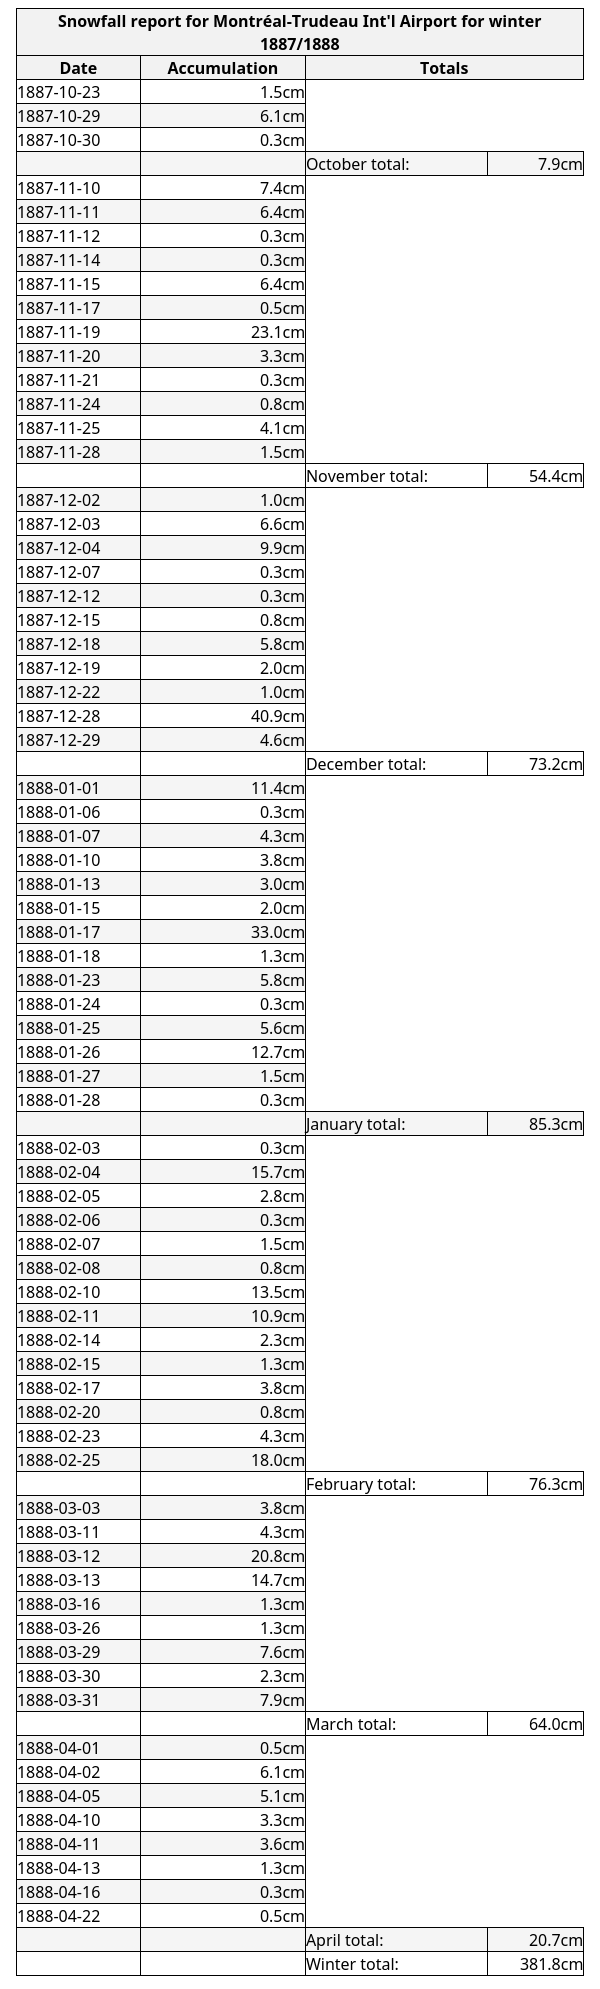 Snowfall report for Montréal-Trudeau Int'l Airport for winter
1887/1888
Date Accumulation Totals
1887-10-23 1.5cm
1887-10-29 6.1cm
1887-10-30 0.3cm
October total: 7.9cm
1887-11-10 7.4cm
1887-11-11 6.4cm
1887-11-12 0.3cm
1887-11-14 0.3cm
1887-11-15 6.4cm
1887-11-17 0.5cm
1887-11-19 23.1cm
1887-11-20 3.3cm
1887-11-21 0.3cm
1887-11-24 0.8cm
1887-11-25 4.1cm
1887-11-28 1.5cm
November total: 54.4cm
1887-12-02 1.0cm
1887-12-03 6.6cm
1887-12-04 9.9cm
1887-12-07 0.3cm
1887-12-12 0.3cm
1887-12-15 0.8cm
1887-12-18 5.8cm
1887-12-19 2.0cm
1887-12-22 1.0cm
1887-12-28 40.9cm
1887-12-29 4.6cm
December total: 73.2cm
1888-01-01 11.4cm
1888-01-06 0.3cm
1888-01-07 4.3cm
1888-01-10 3.8cm
1888-01-13 3.0cm
1888-01-15 2.0cm
1888-01-17 33.0cm
1888-01-18 1.3cm
1888-01-23 5.8cm
1888-01-24 0.3cm
1888-01-25 5.6cm
1888-01-26 12.7cm
1888-01-27 1.5cm
1888-01-28 0.3cm
January total: 85.3cm
1888-02-03 0.3cm
1888-02-04 15.7cm
1888-02-05 2.8cm
1888-02-06 0.3cm
1888-02-07 1.5cm
1888-02-08 0.8cm
1888-02-10 13.5cm
1888-02-11 10.9cm
1888-02-14 2.3cm
1888-02-15 1.3cm
1888-02-17 3.8cm
1888-02-20 0.8cm
1888-02-23 4.3cm
1888-02-25 18.0cm
February total: 76.3cm
1888-03-03 3.8cm
1888-03-11 4.3cm
1888-03-12 20.8cm
1888-03-13 14.7cm
1888-03-16 1.3cm
1888-03-26 1.3cm
1888-03-29 7.6cm
1888-03-30 2.3cm
1888-03-31 7.9cm
March total: 64.0cm
1888-04-01 0.5cm
1888-04-02 6.1cm
1888-04-05 5.1cm
1888-04-10 3.3cm
1888-04-11 3.6cm
1888-04-13 1.3cm
1888-04-16 0.3cm
1888-04-22 0.5cm
April total: 20.7cm
Winter total: 381.8cm